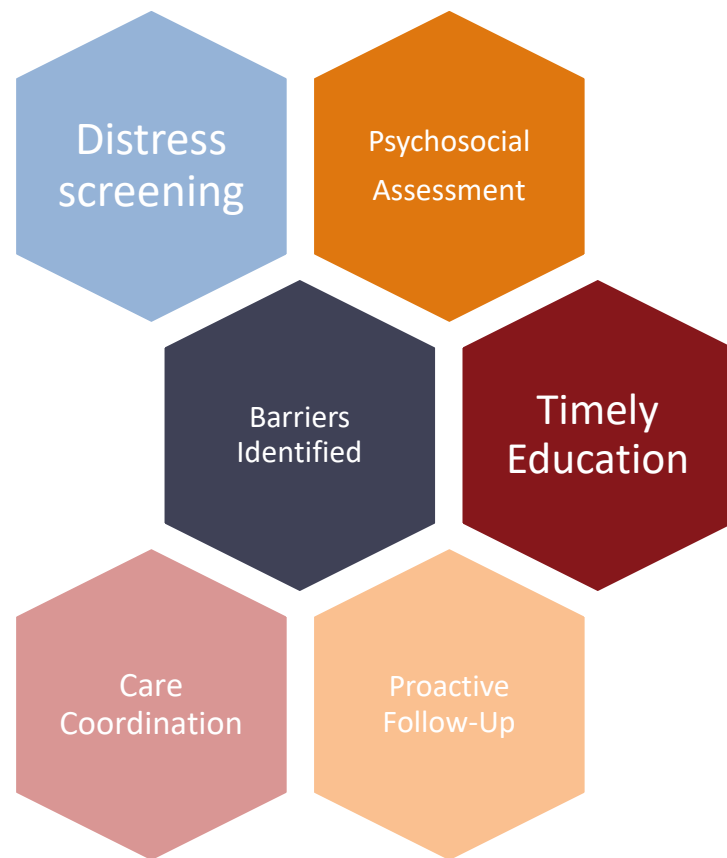 Distress
screening
Psychosocial
Assessment
Barriers
Identified
Timely
Education
Care
Coordination
Proactive
Follow-Up